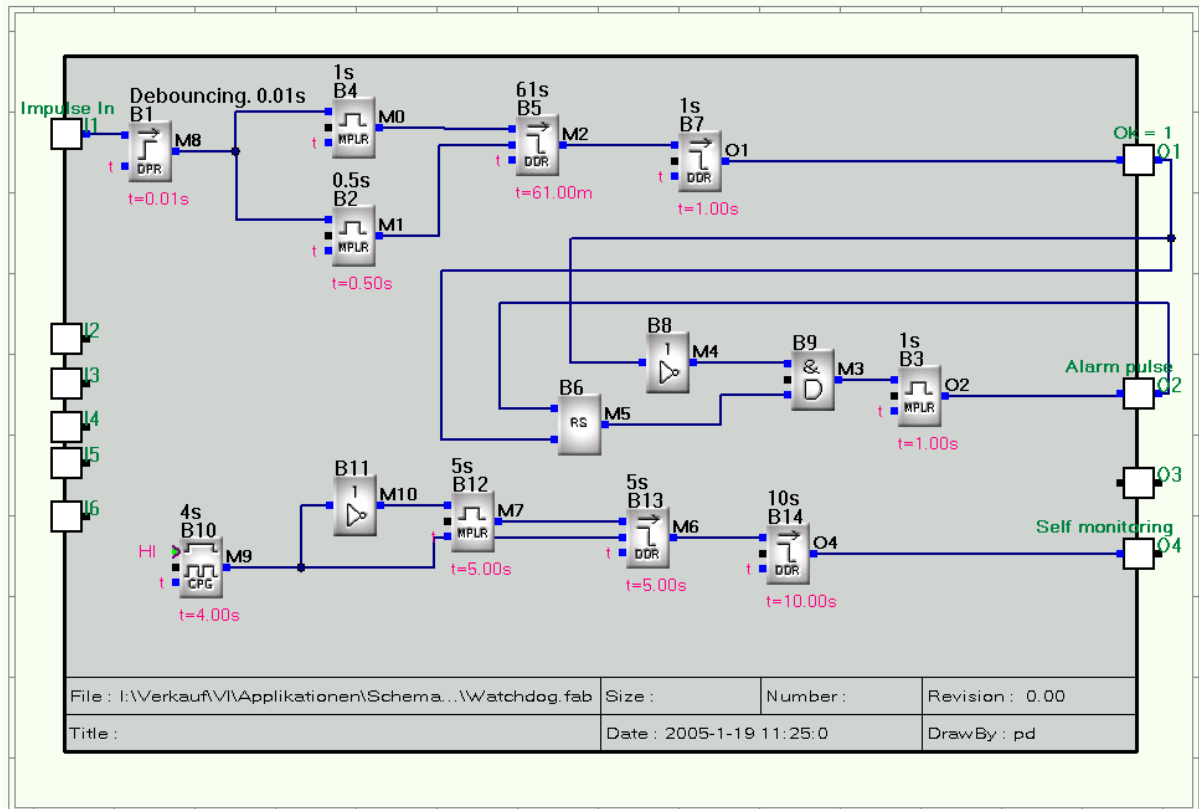 Impulse In
I1
Debouncing. 0.01s
B1
M8
DPR
t
t=0.01s
1s
B4
M0
MPLR
t
0.5s
B2
M1
MPLR
t
t=0.50s
61s
B5
M2
DDR
t
t=61.00m
1s
B7
O1
DDR
t
t=1.00s
Ok = 1
O1
I2
I3
I4
I5
I6
B8
1
M4
B9
&
D
M3
1s
B3
O2
MPLR
t
t=1.00s
Alarm pulse
O2
B6
RS
M5
O3
B11
1
M10
5s
B12
M7
MPLR
t
t=5.00s
5s
B13
M6
DDR
t
t=5.00s
10s
B14
O4
DDR
t
t=10.00s
Self monitoring
O4
4s
B10
HI
M9
CPG
t
t=4.00s
File : I:\Verkauf\VI\Applikationen\Schema...\Watchdog.fab
Size :
Number :
Revision : 0.00
Title :
Date : 2005-1-19 11:25:0
DrawBy : pd